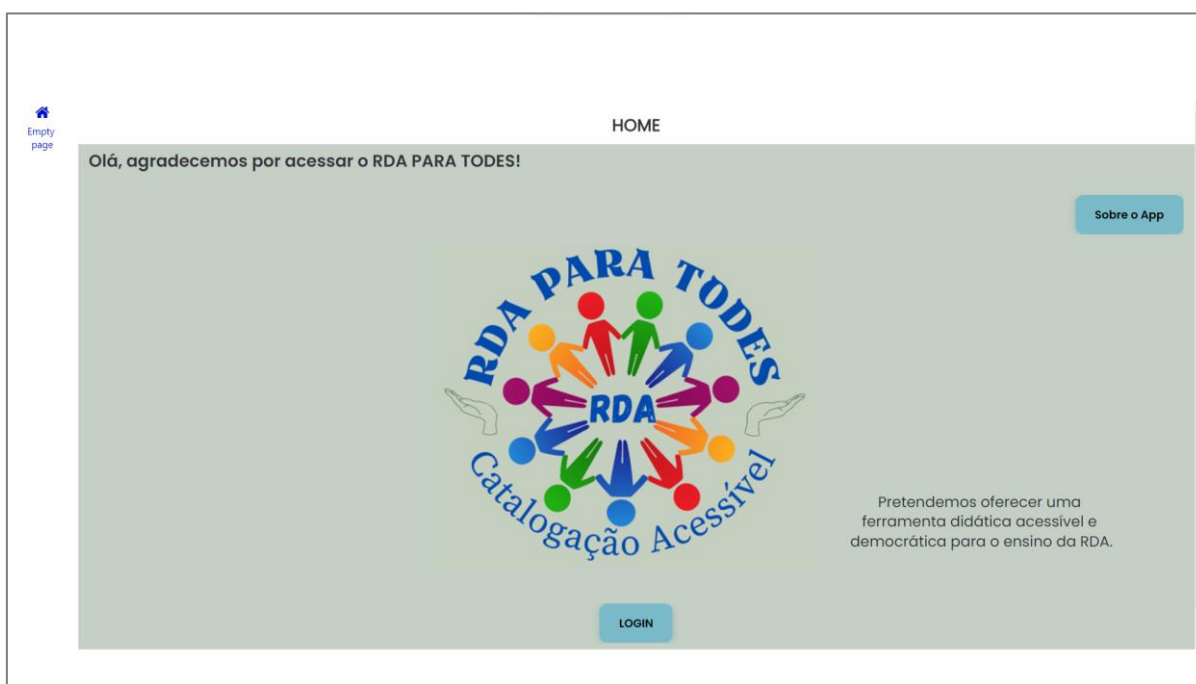 HOME
Empty
page
Olá, agradecemos por acessar o RDA PARA TODES!
Sobre o App
RDA PARA TODES
RDA
Catalogação Acessível
Pretendemos oferecer uma
ferramenta didática acessível e
democrática para o ensino da RDA.
LOGIN